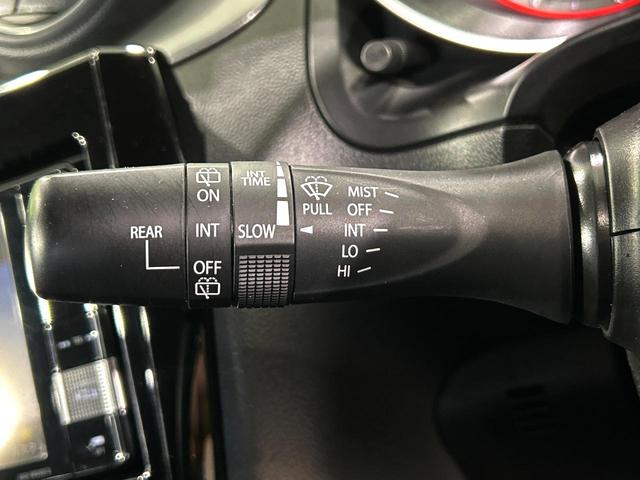 REAR
ON
INT
OFF
INT
TIME
SLOW
PULL
MIST
OFF
INT
LO
HI